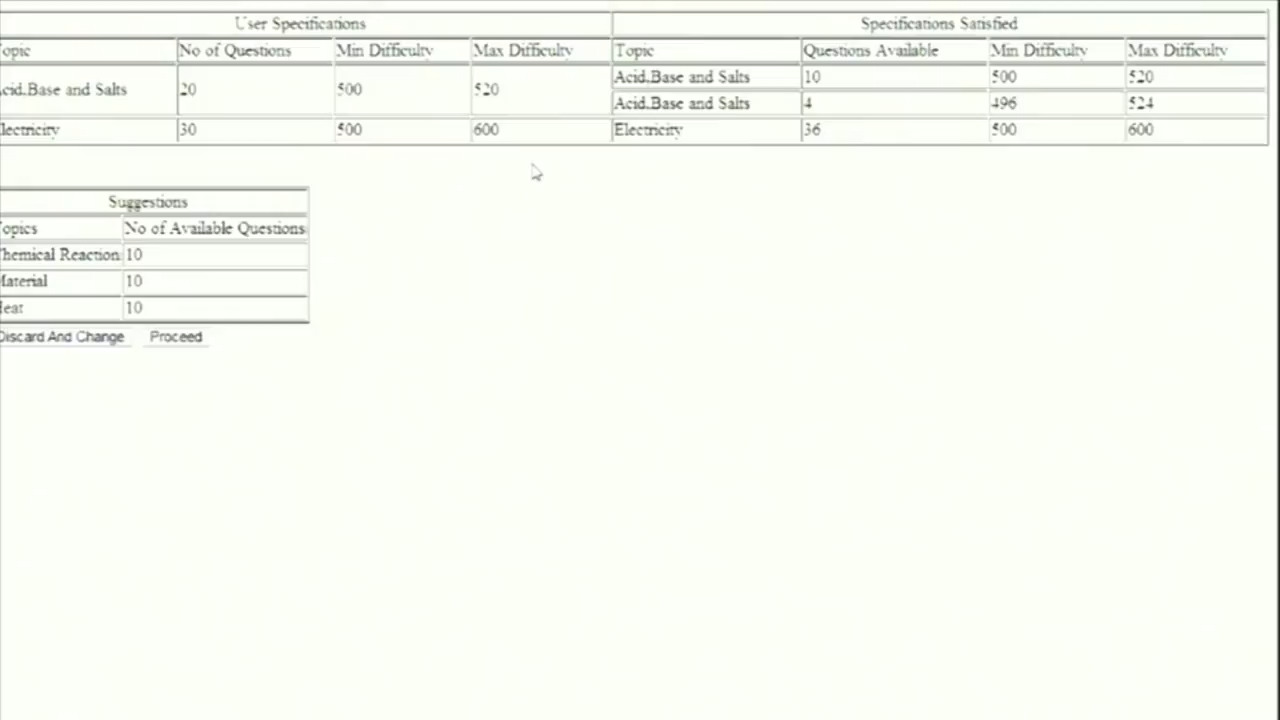 User Specifications Specifications Satisfied
opic No of Questions Min Difficulty Max Difficulty Topic Questions Available Min Difficulty Max Difficulty
cid,Base and Salts 20 500 520 Acid,Base and Salts 10 500 520
Acid,Base and Salts 4 496 524
lectricity 30 500 600 Electricity 36 500 600
Suggestions
opics No of Available Questions
hemical Reaction 10
Material 10
eat 10
Discard And Change Proceed